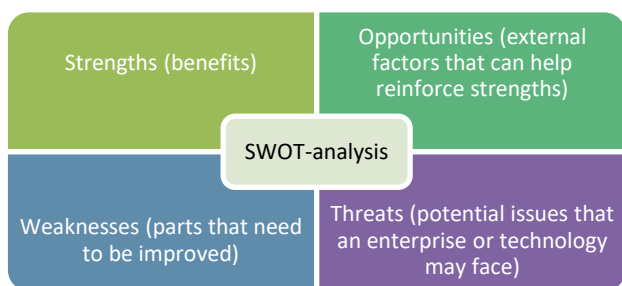 Strengths (benefits)
Opportunities (external
factors that can help
reinforce strengths)
SWOT-analysis
Weaknesses (parts that need
to be improved)
Threats (potential issues that
an enterprise or technology
may face)